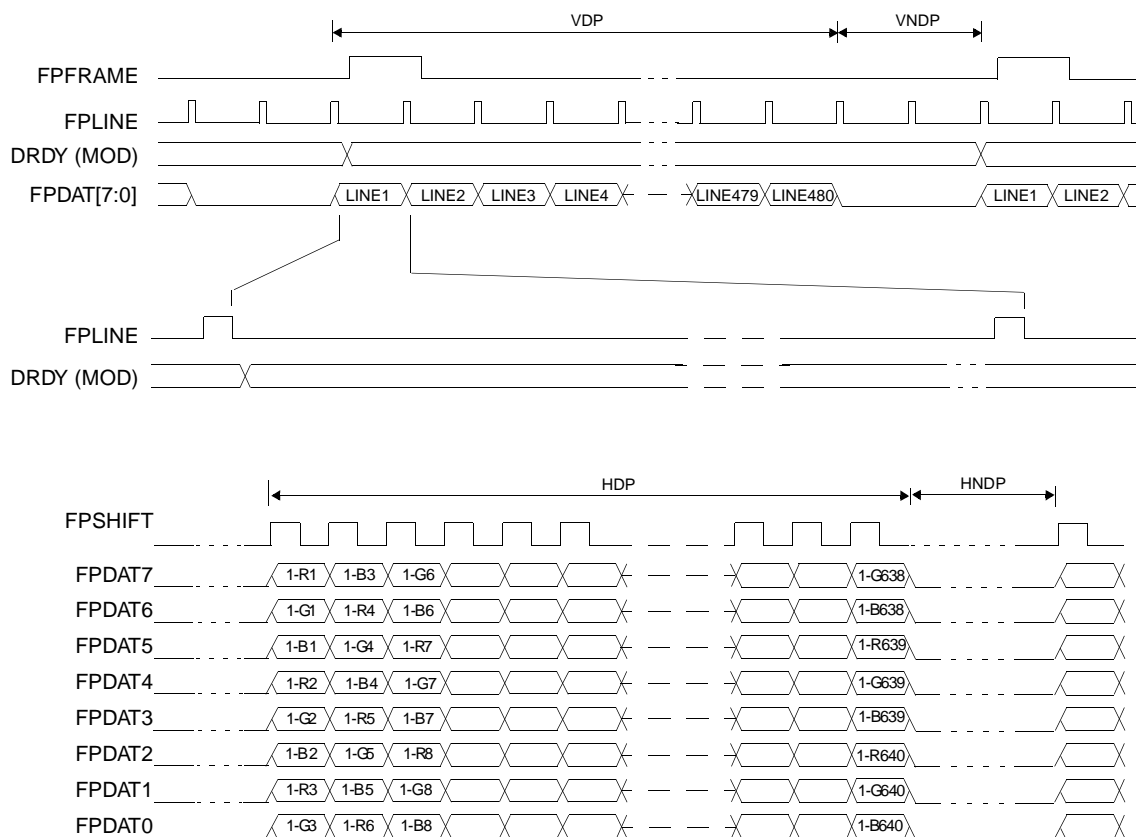 VDP VNDP
FPFRAME
FPLINE
DRDY (MOD)
FPDAT[7:0] LINE1 LINE2 LINE3 LINE4 LINE479 LINE480 LINE1 LINE2
FPLINE
DRDY (MOD)
HDP HNDP
FPSHIFT
FPDAT7 1-R1 1-B3 1-G6 1-G638
FPDAT6 1-G1 1-R4 1-B6 1-B638
FPDAT5 1-B1 1-G4 1-R7 1-R639
FPDAT4 1-R2 1-B4 1-G7 1-G639
FPDAT3 1-G2 1-R5 1-B7 1-B639
FPDAT2 1-B2 1-G5 1-R8 1-R640
FPDAT1 1-R3 1-B5 1-G8 1-G640
FPDAT0 1-G3 1-R6 1-B8 1-B640